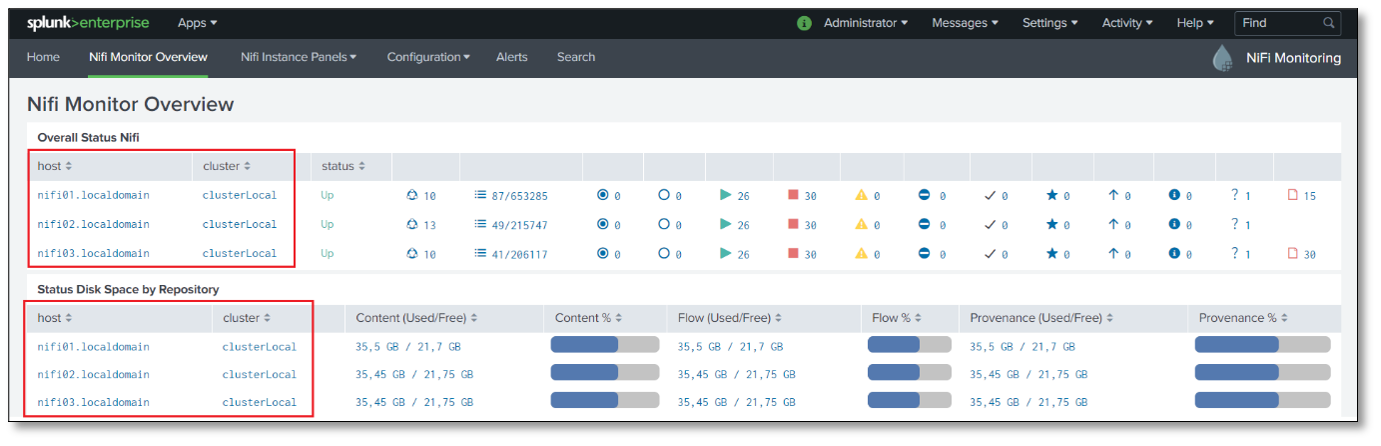 splunk>enterprise Apps Administrator Messages Settings Activity Help Find
Home Nifi Monitor Overview Nifi Instance Panels Configuration Alerts Search NiFi Monitoring
Nifi Monitor Overview
Overall Status Nifi
host cluster status
nifi01.localdomain clusterLocal Up 10 87/653285 0 0 26 30 0 0 0 0 0 0 ? 1 15
nifi02.localdomain clusterLocal Up 13 49/215747 0 0 26 30 0 0 0 0 0 0 ? 1
nifi03.localdomain clusterLocal Up 10 41/206117 0 0 26 30 0 0 0 0 0 0 ? 1 30
Status Disk Space by Repository
host cluster Content (Used/Free) Content % Flow (Used/Free) Flow % Provenance (Used/Free) Provenance %
nifi01.localdomain clusterLocal 35,5 GB / 21,7 GB 35,5 GB / 21,7 GB 35,5 GB / 21,7 GB
nifi02.localdomain clusterLocal 35,45 GB / 21,75 GB 35,45 GB / 21,75 GB 35,45 GB / 21,75 GB
nifi03.localdomain clusterLocal 35,45 GB / 21,75 GB 35,45 GB / 21,75 GB 35,45 GB / 21,75 GB